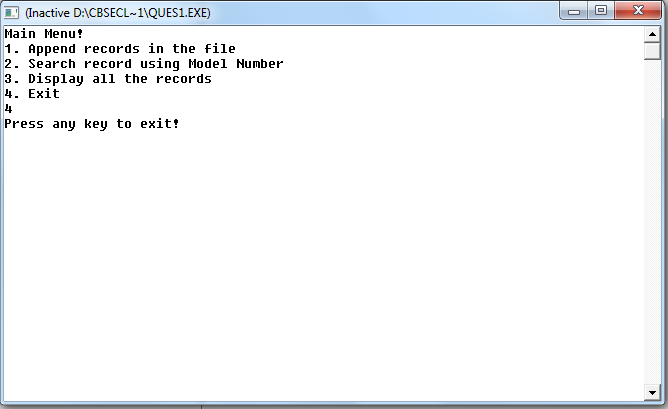 (Inactive D:\CBSECL~1\QUES1.EXE)
Main Menu!
1. Append records in the file
2. Search record using Model Number
3. Display all the records
4. Exit
4
Press any key to exit!